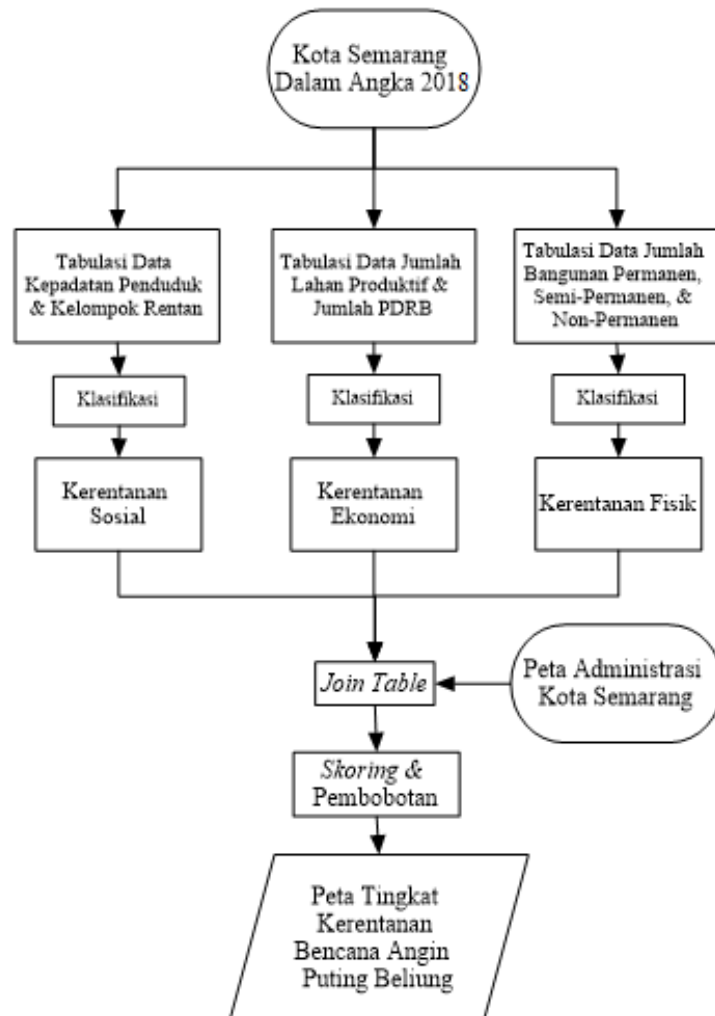 Kota Semarang
Dalam Angka 2018
Tabulasi Data
Kepadatan Penduduk
& Kelompok Rentan
Tabulasi Data Jumlah
Lahan Produktif &
Jumlah PDRB
Tabulasi Data Jumlah
Bangunan Permanen,
Semi-Permanen, &
Non-Permanen
Klasifikasi
Klasifikasi
Klasifikasi
Kerentanan
Sosial
Kerentanan
Ekonomi
Kerentanan Fisik
Join Table
Peta Administrasi
Kota Semarang
Skoring &
Pembobotan
Peta Tingkat
Kerentanan
Bencana Angin
Puting Beliung